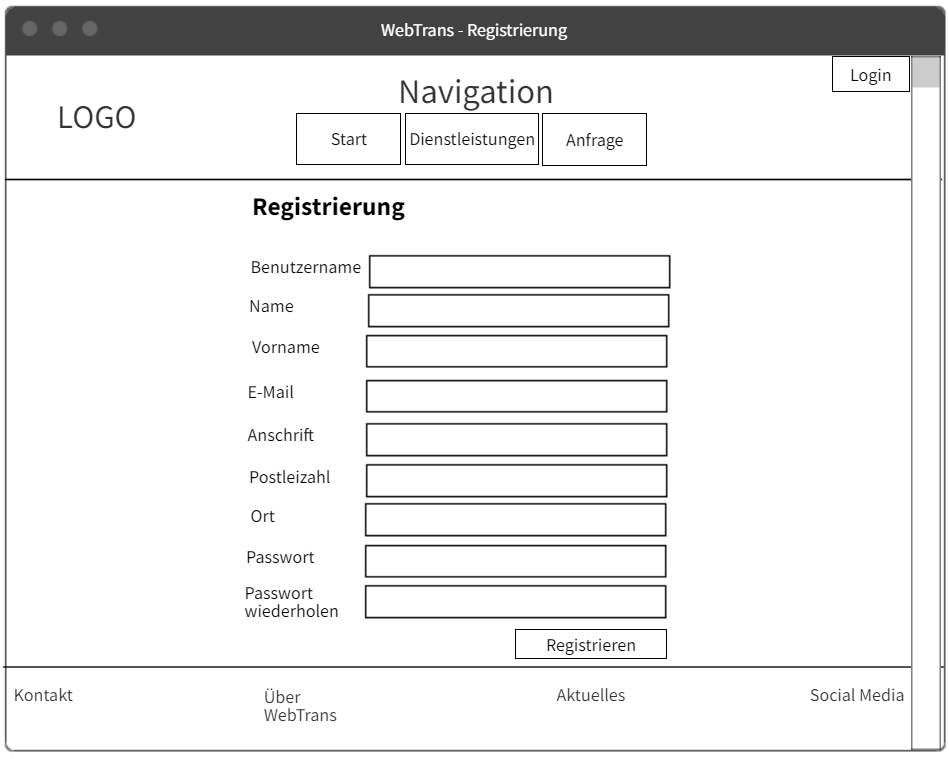 WebTrans - Registrierung
Login
LOGO
Navigation
Start
Dienstleistungen
Anfrage
Registrierung
Benutzername
Name
Vorname
E-Mail
Anschrift
Postleizahl
Ort
Passwort
Passwort
wiederholen
Registrieren
Kontakt
Über
WebTrans
Aktuelles
Social Media